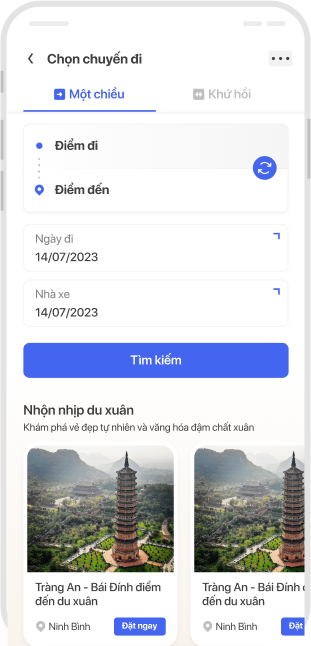 Chọn chuyến đi
Một chiều
Khứ hồi
Điểm đi
Điểm đến
Ngày đi
14/07/2023
Nhà xe
14/07/2023
Tìm kiếm
Nhộn nhịp du xuân
Khám phá vẻ đẹp tự nhiên và văn hóa đậm chất xuân
Tràng An - Bái Đính điểm
đến du xuân
Ninh Bình
Đặt ngay
Tràng An - Bái Đính
đến du xuân
Ninh Bình
Đặt